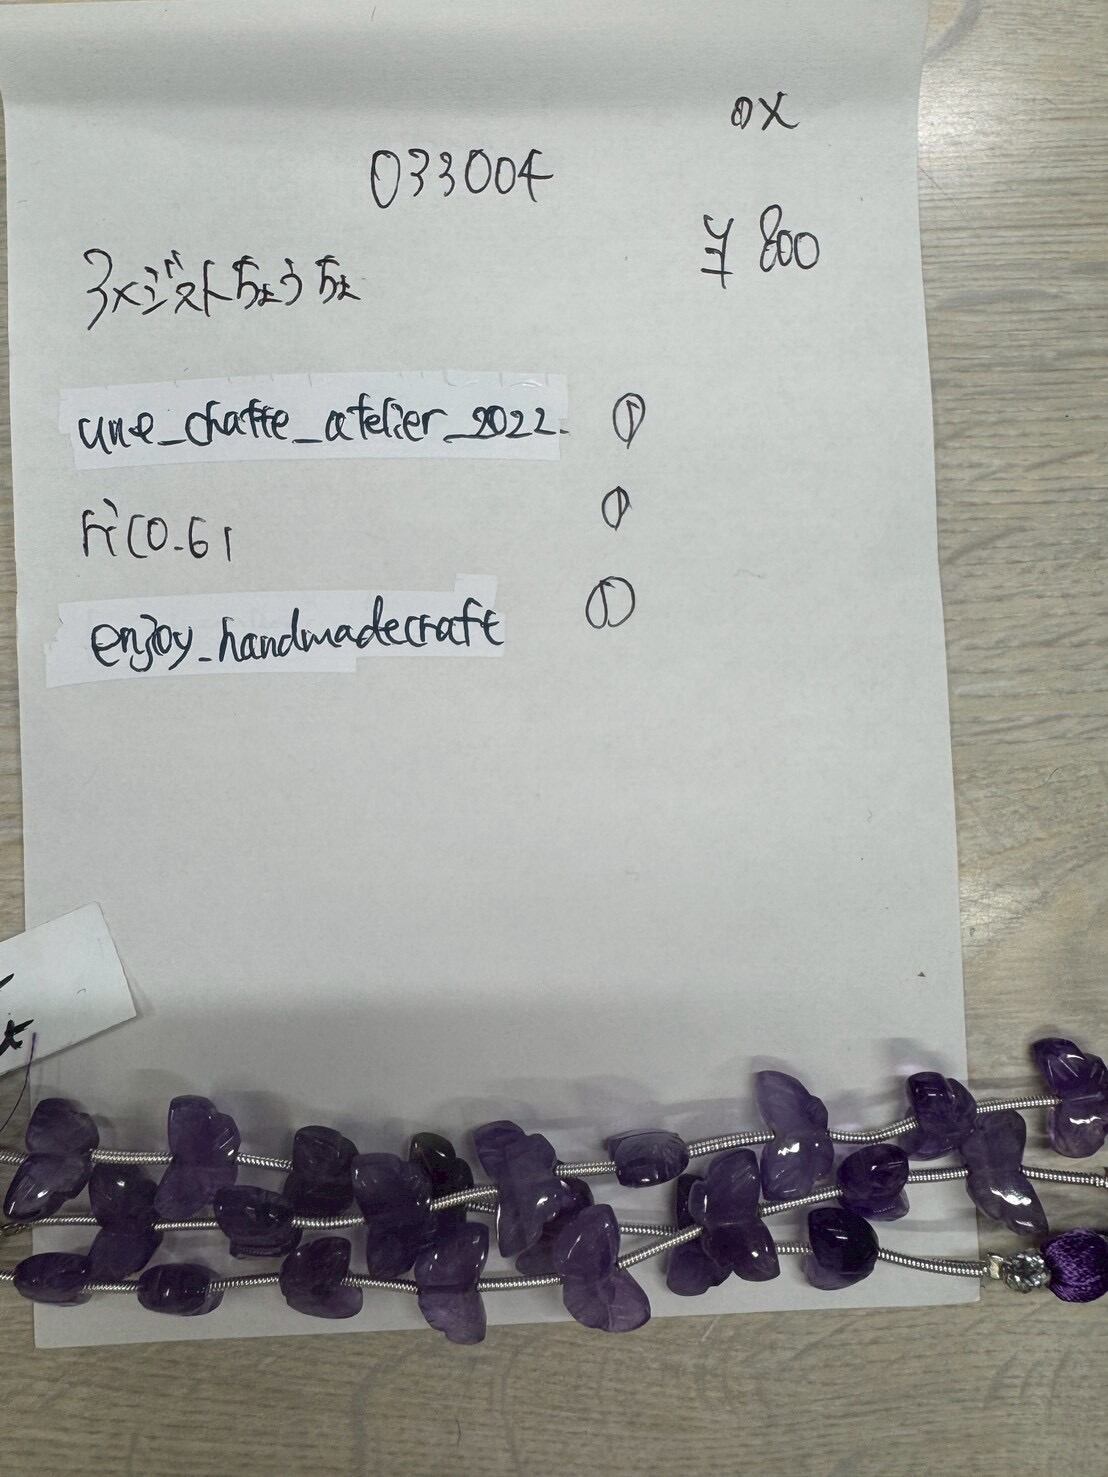 0X
033004
¥800
アメジストちょうちょ
une_chatte_atelier_2022. ①
ric0.61 ①
enjoy_handmadecraft ①